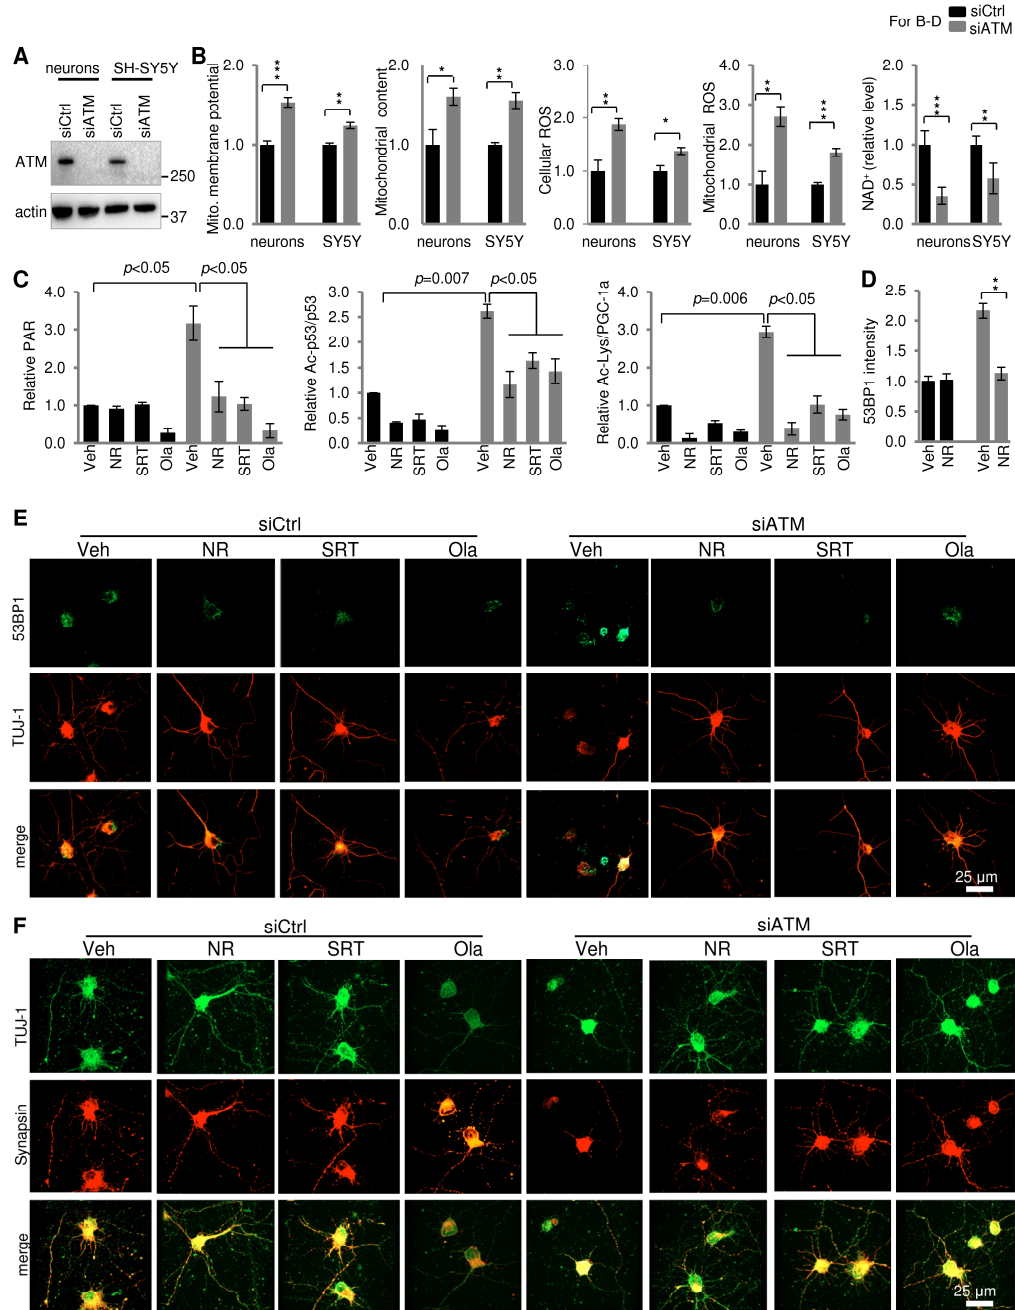 For B-D
siCtrl
siATM
A
neurons SH-SY5Y
siCtrl
siATM
siCtrl
siATM
ATM
250
actin
37
B
Mito. membrane potential
2.0
1.0
0.0
***
**
neurons SY5Y
Mitochondrial content
2.0
1.0
0.0
*
**
neurons SY5Y
Cellular ROS
3.0
2.0
1.0
0.0
**
*
neurons SY5Y
Mitochondrial ROS
4.0
3.0
2.0
1.0
0.0
**
***
neurons SY5Y
NAD+ (relative level)
2.0
1.0
0.0
***
**
neurons SY5Y
C
Relative PAR
4.0
3.0
2.0
1.0
0.0
p<0.05 p<0.05
Veh
NR
SRT
Ola
Veh
NR
SRT
Ola
Relative Ac-p53/p53
3.0
2.5
2.0
1.5
1.0
0.5
0.0
p=0.007 p<0.05
Veh
NR
SRT
Ola
Veh
NR
SRT
Ola
Relative Ac-Lys/PGC-1a
4.0
3.0
2.0
1.0
0.0
p=0.006 p<0.05
Veh
NR
SRT
Ola
Veh
NR
SRT
Ola
D
53BP1 intensity
2.5
2.0
1.5
1.0
0.5
0.0
**
Veh
NR
Veh
NR
E
siCtrl siATM
Veh NR SRT Ola Veh NR SRT Ola
53BP1
TUJ-1
merge
25 µm
F
siCtrl siATM
Veh NR SRT Ola Veh NR SRT Ola
TUJ-1
Synapsin
merge
25 µm